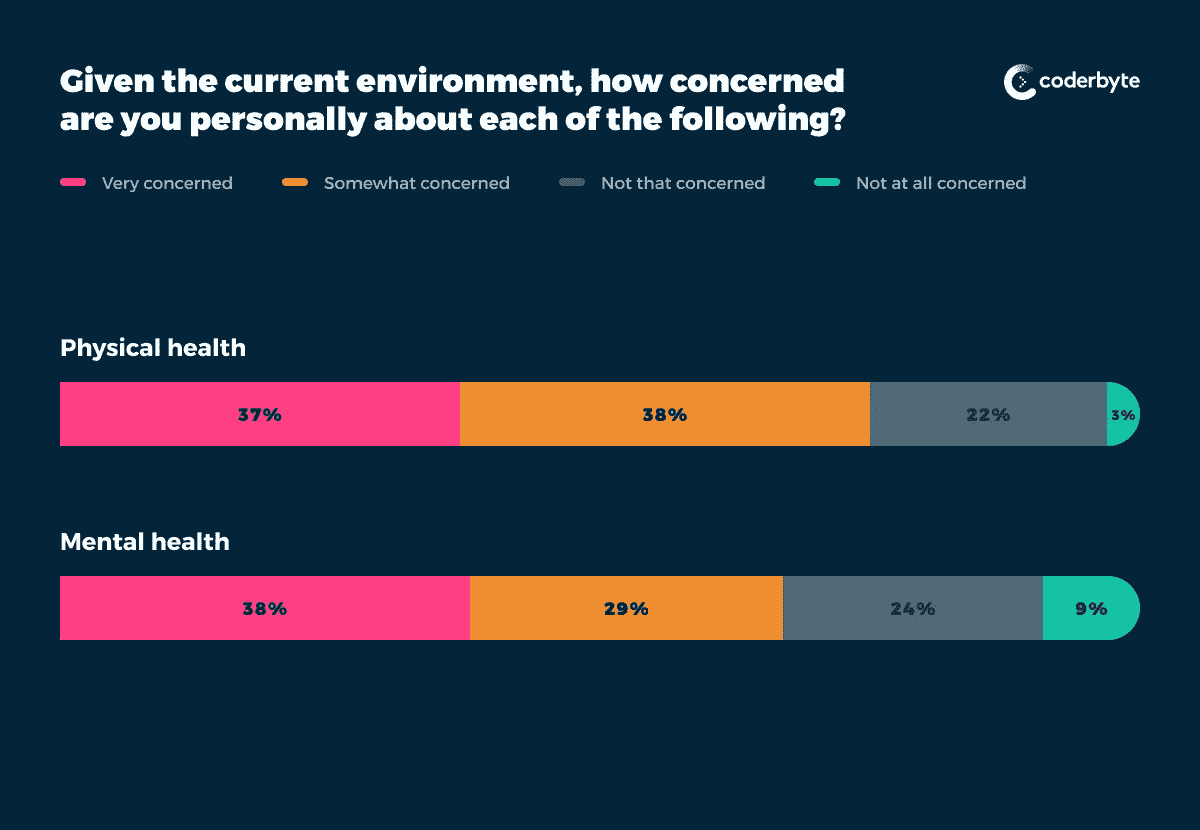 Given the current environment, how concerned
are you personally about each of the following?
coderbyte
Very concerned
Somewhat concerned
Not that concerned
Not at all concerned
Physical health
37%
38%
22%
3%
Mental health
38%
29%
24%
9%